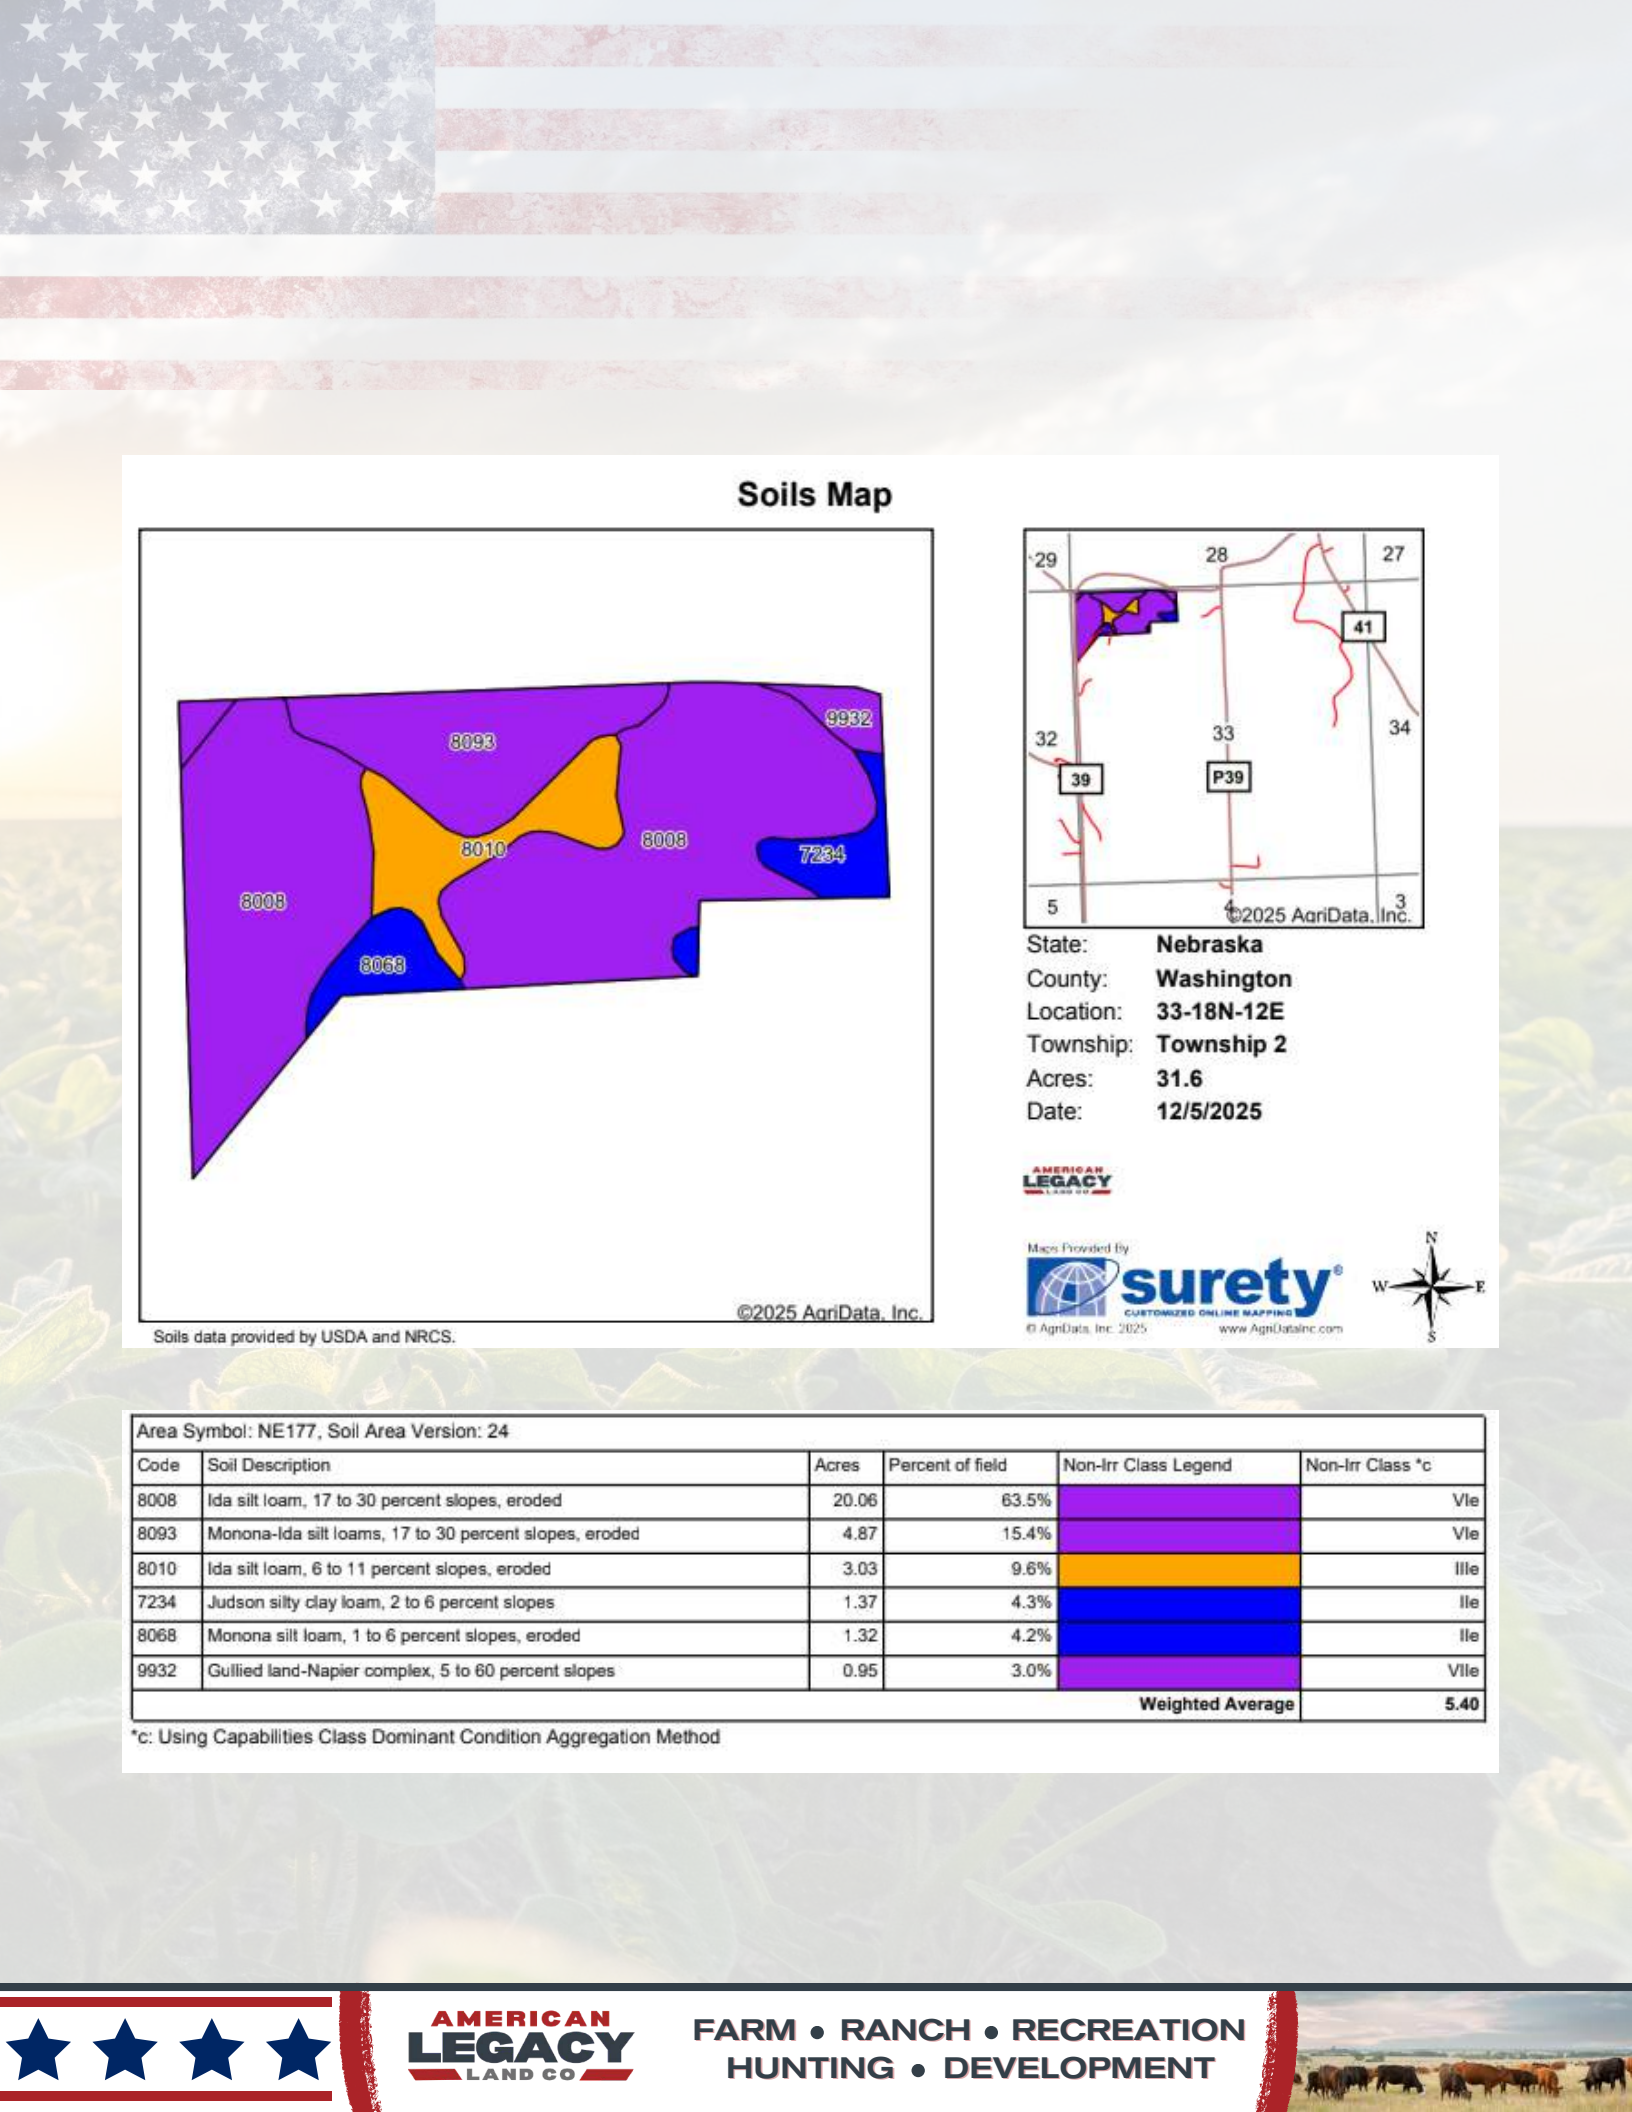 Soils Map
8093
9932
8010
8008
7234
8008
8068
©2025 AgriData, Inc.
Soils data provided by USDA and NRCS.
29
28
27
41
32
33
34
39
P39
5
4
3
©2025 AgriData, Inc.
State: Nebraska
County: Washington
Location: 33-18N-12E
Township: Township 2
Acres: 31.6
Date: 12/5/2025
AMERICAN
LEGACY
LAND CO
Maps Provided By
surety®
CUSTOMIZED ONLINE MAPPING
© AgriData, Inc. 2025 www.AgriDataInc.com
N
W E
S
Area Symbol: NE177, Soil Area Version: 24
Code Soil Description Acres Percent of field Non-Irr Class Legend Non-Irr Class *c
8008 Ida silt loam, 17 to 30 percent slopes, eroded 20.06 63.5% VIe
8093 Monona-Ida silt loams, 17 to 30 percent slopes, eroded 4.87 15.4% VIe
8010 Ida silt loam, 6 to 11 percent slopes, eroded 3.03 9.6% IIIe
7234 Judson silty clay loam, 2 to 6 percent slopes 1.37 4.3% IIe
8068 Monona silt loam, 1 to 6 percent slopes, eroded 1.32 4.2% IIe
9932 Gullied land-Napier complex, 5 to 60 percent slopes 0.95 3.0% VIIe
Weighted Average 5.40
*c: Using Capabilities Class Dominant Condition Aggregation Method
AMERICAN
LEGACY
LAND CO
FARM ● RANCH ● RECREATION
HUNTING ● DEVELOPMENT